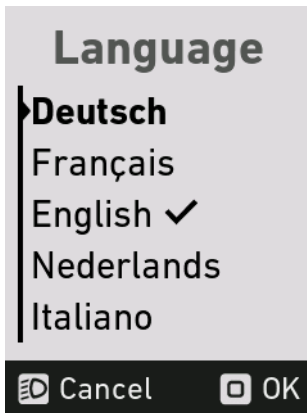 Language
Deutsch
Français
English
Nederlands
Italiano
Cancel OK